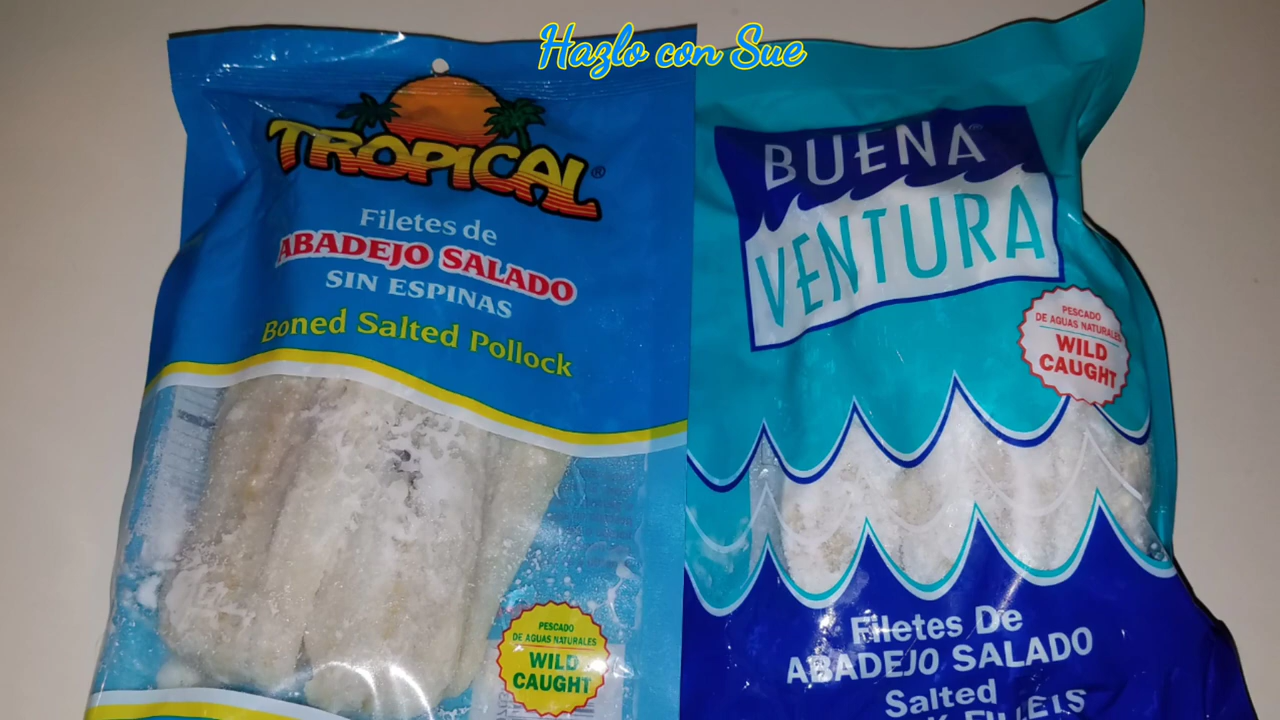 Hazlo con Sue
TROPICAL®
Filetes de
ABADEJO SALADO
SIN ESPINAS
Boned Salted Pollock
PESCADO
DE AGUAS NATURALES
WILD
CAUGHT
BUENA®
VENTURA
PESCADO
DE AGUAS NATURALES
WILD
CAUGHT
Filetes De
ABADEJO SALADO
Salted
FILLETS